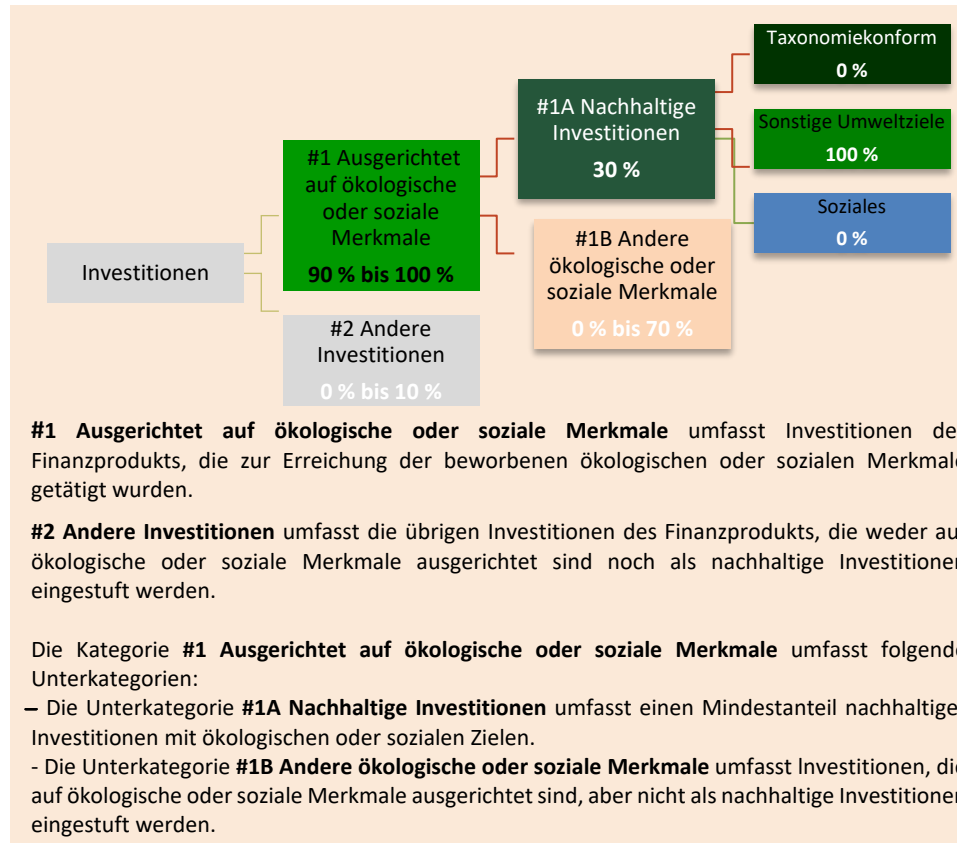 Taxonomiekonform
0 %
#1A Nachhaltige
Investitionen
30 %
Sonstige Umweltziele
100 %
#1 Ausgerichtet
auf ökologische
oder soziale
Merkmale
90 % bis 100 %
Soziales
0 %
#1B Andere
ökologische oder
soziale Merkmale
0 % bis 70 %
Investitionen
#2 Andere
Investitionen
0 % bis 10 %
#1 Ausgerichtet auf ökologische oder soziale Merkmale umfasst Investitionen de
Finanzprodukts, die zur Erreichung der beworbenen ökologischen oder sozialen Merkmale
getätigt wurden.
#2 Andere Investitionen umfasst die übrigen Investitionen des Finanzprodukts, die weder au
ökologische oder soziale Merkmale ausgerichtet sind noch als nachhaltige Investitionen
eingestuft werden.
Die Kategorie #1 Ausgerichtet auf ökologische oder soziale Merkmale umfasst folgende
Unterkategorien:
– Die Unterkategorie #1A Nachhaltige Investitionen umfasst einen Mindestanteil nachhaltige
Investitionen mit ökologischen oder sozialen Zielen.
- Die Unterkategorie #1B Andere ökologische oder soziale Merkmale umfasst Investitionen, die
auf ökologische oder soziale Merkmale ausgerichtet sind, aber nicht als nachhaltige Investitionen
eingestuft werden.